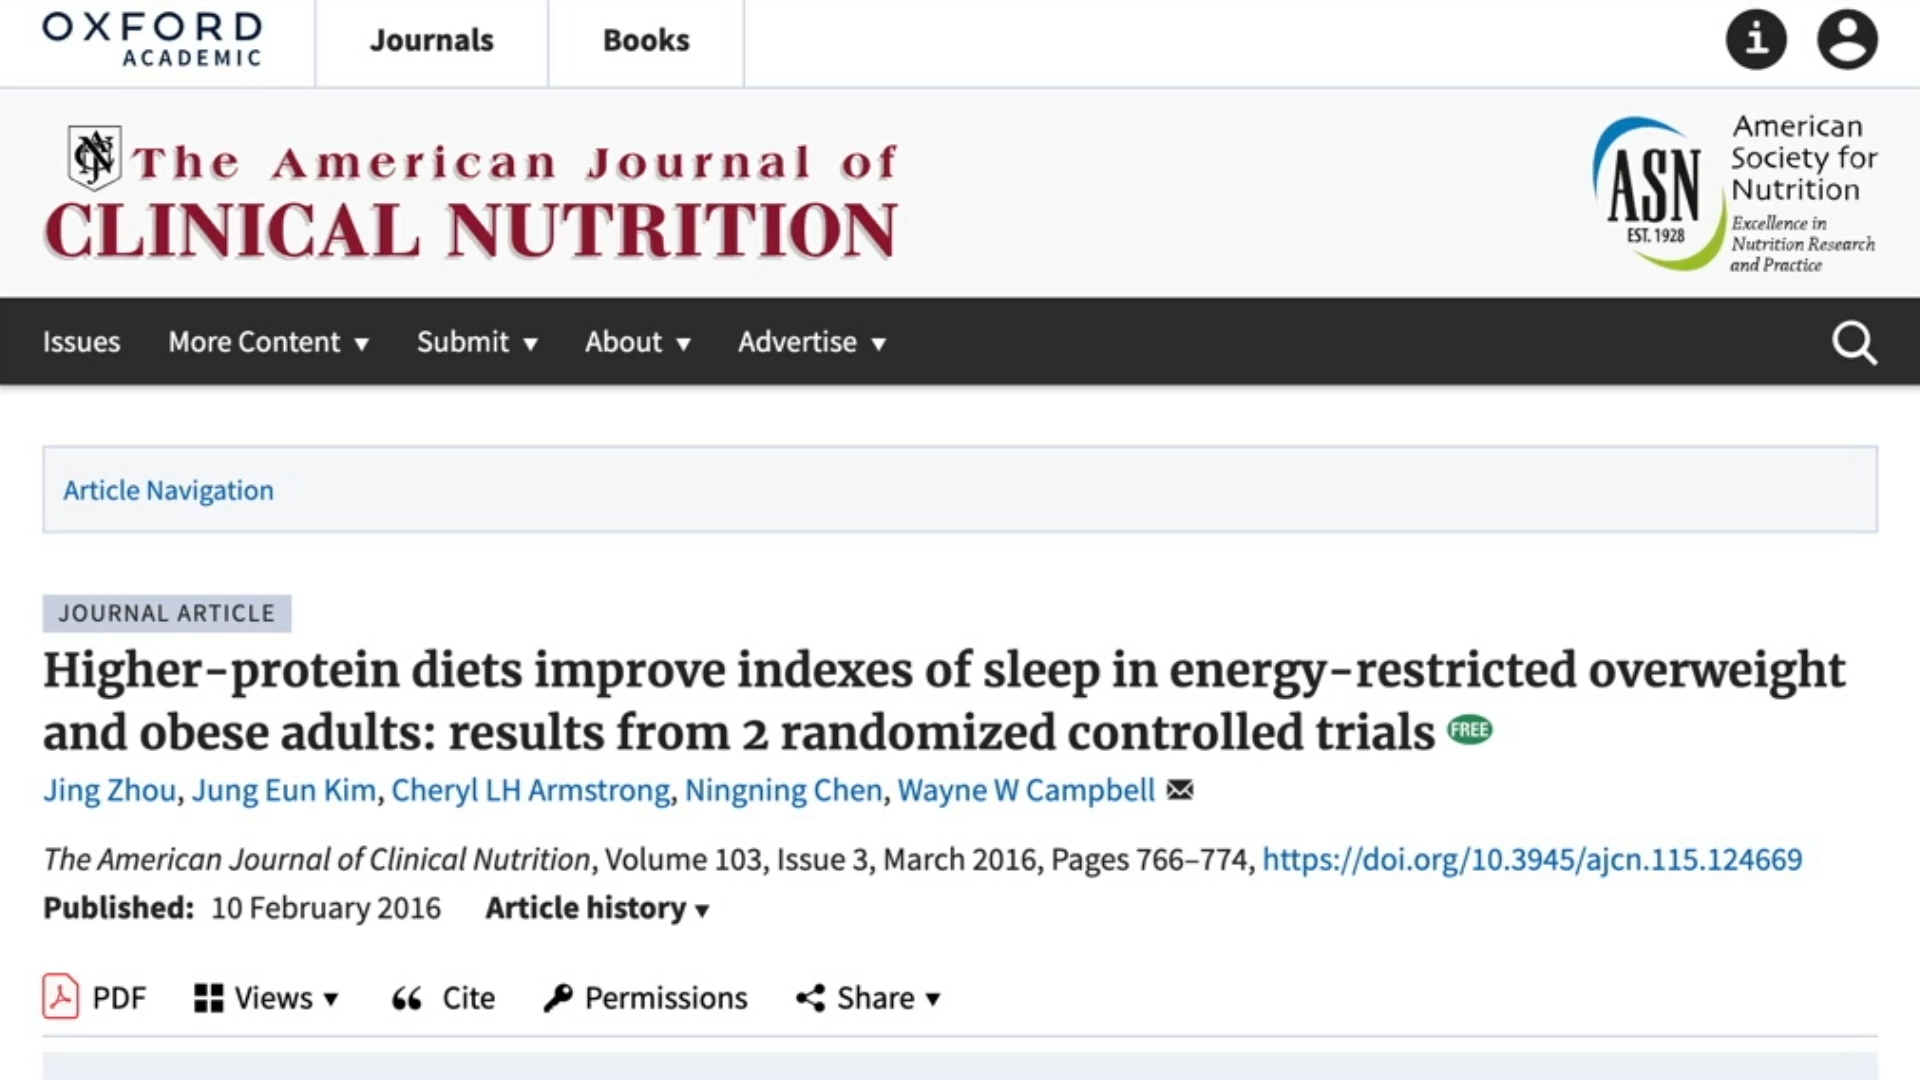 OXFORD
ACADEMIC
Journals
Books
The American Journal of
CLINICAL NUTRITION
ASN
EST. 1928
American
Society for
Nutrition
Excellence in
Nutrition Research
and Practice
Issues
More Content ▼
Submit ▼
About ▼
Advertise ▼
Article Navigation
JOURNAL ARTICLE
Higher-protein diets improve indexes of sleep in energy-restricted overweight
and obese adults: results from 2 randomized controlled trials FREE
Jing Zhou, Jung Eun Kim, Cheryl LH Armstrong, Ningning Chen, Wayne W Campbell
The American Journal of Clinical Nutrition, Volume 103, Issue 3, March 2016, Pages 766–774, https://doi.org/10.3945/ajcn.115.124669
Published: 10 February 2016 Article history ▼
PDF
Views ▼
Cite
Permissions
Share ▼